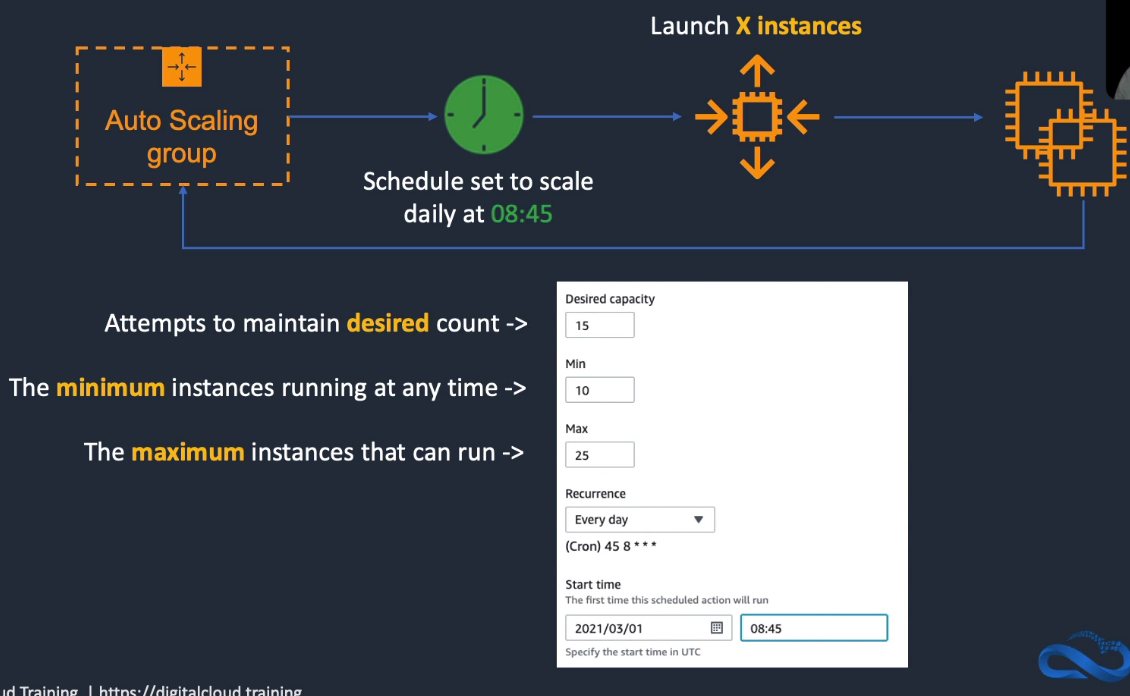 Launch X instances
Auto Scaling
group
Schedule set to scale
daily at 08:45
Attempts to maintain desired count ->
The minimum instances running at any time ->
The maximum instances that can run ->
Desired capacity
15
Min
10
Max
25
Recurrence
Every day
(Cron) 45 8 * * *
Start time
The first time this scheduled action will run
2021/03/01 08:45
Specify the start time in UTC
Training | https://digitalcloud.training